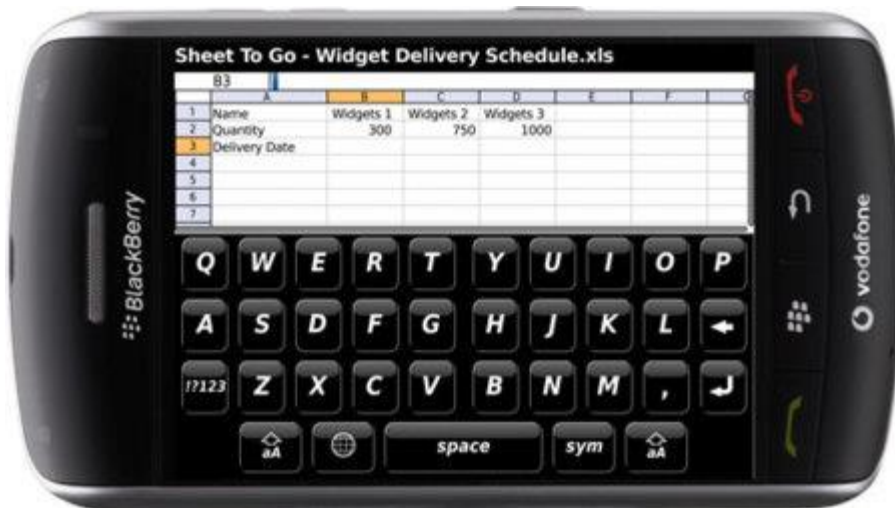 Sheet To Go - Widget Delivery Schedule.xls
B3
A B C D E F G
1 Name Widgets 1 Widgets 2 Widgets 3
2 Quantity 300 750 1000
3 Delivery Date
4
5
6
7
BlackBerry
vodafone
Q W E R T Y U I O P
A S D F G H J K L
!?123 Z X C V B N M ,
aA space sym aA